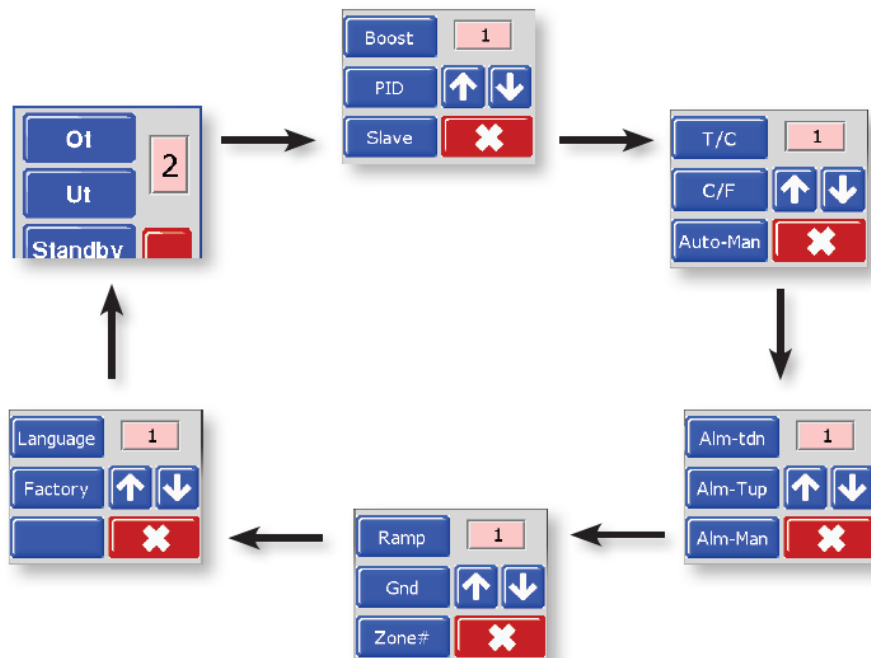 Boost 1
PID
Slave
Ot
Ut
2
Standby
T/C 1
C/F
Auto-Man
Alm-tdn 1
Alm-Tup
Alm-Man
Ramp 1
Gnd
Zone#
Language 1
Factory